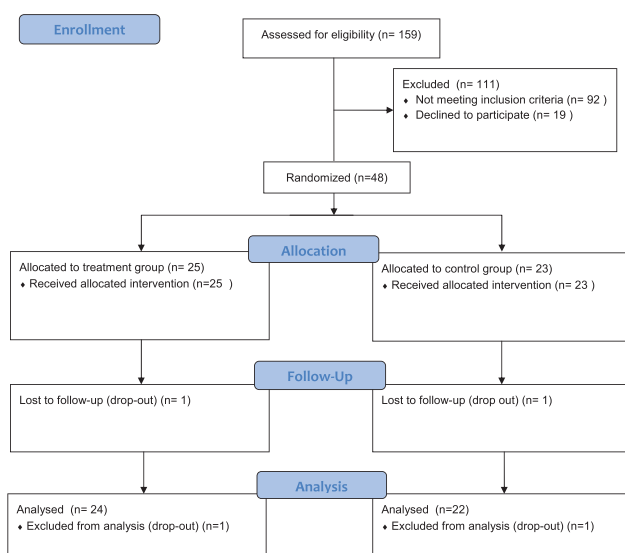 Enrollment
Assessed for eligibility (n= 159)
Excluded (n= 111)
♦ Not meeting inclusion criteria (n= 92 )
♦ Declined to participate (n= 19 )
Randomized (n=48)
Allocation
Allocated to treatment group (n= 25)
♦ Received allocated intervention (n=25 )
Allocated to control group (n= 23)
♦ Received allocated intervention (n= 23 )
Follow-Up
Lost to follow-up (drop-out) (n= 1)
Lost to follow-up (drop out) (n= 1)
Analysis
Analysed (n= 24)
♦ Excluded from analysis (drop-out) (n=1)
Analysed (n=22)
♦ Excluded from analysis (drop-out) (n=1)